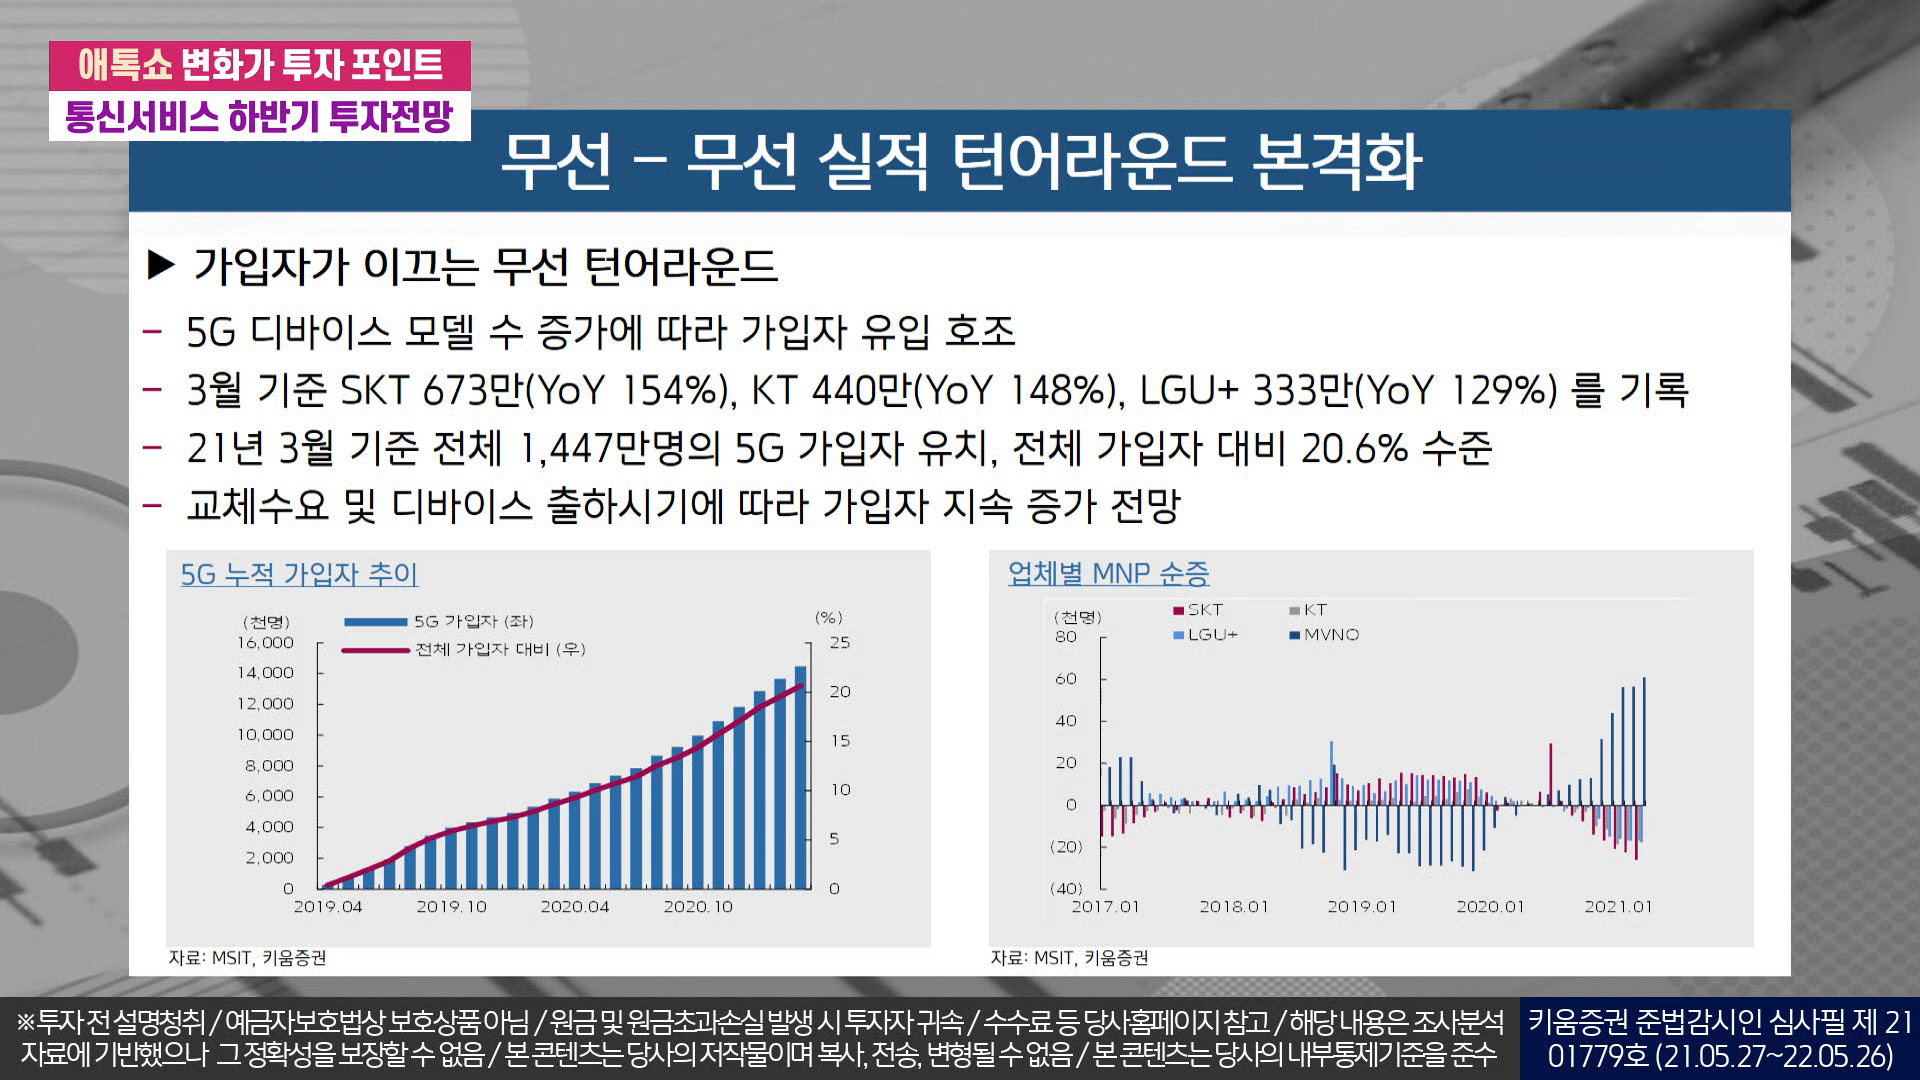 애톡쇼 변화가 투자 포인트
통신서비스 하반기 투자전망
무선 – 무선 실적 턴어라운드 본격화
▶ 가입자가 이끄는 무선 턴어라운드
– 5G 디바이스 모델 수 증가에 따라 가입자 유입 호조
– 3월 기준 SKT 673만(YoY 154%), KT 440만(YoY 148%), LGU+ 333만(YoY 129%) 를 기록
– 21년 3월 기준 전체 1,447만명의 5G 가입자 유치, 전체 가입자 대비 20.6% 수준
– 교체수요 및 디바이스 출하시기에 따라 가입자 지속 증가 전망
5G 누적 가입자 추이
(천명)
5G 가입자 (좌)
전체 가입자 대비 (우)
(%)
16,000
14,000
12,000
10,000
8,000
6,000
4,000
2,000
0
25
20
15
10
5
0
2019.04 2019.10 2020.04 2020.10
자료: MSIT, 키움증권
업체별 MNP 순증
(천명)
SKT KT
LGU+ MVNO
80
60
40
20
0
(20)
(40)
2017.01 2018.01 2019.01 2020.01 2021.01
자료: MSIT, 키움증권
※투자 전 설명청취 / 예금자보호법상 보호상품 아님 / 원금 및 원금초과손실 발생 시 투자자 귀속 / 수수료 등 당사홈페이지 참고 / 해당 내용은 조사분석
자료에 기반했으나 그 정확성을 보장할 수 없음 / 본 콘텐츠는 당사의 저작물이며 복사, 전송, 변형될 수 없음 / 본 콘텐츠는 당사의 내부통제기준을 준수
키움증권 준법감시인 심사필 제 21
01779호 (21.05.27~22.05.26)